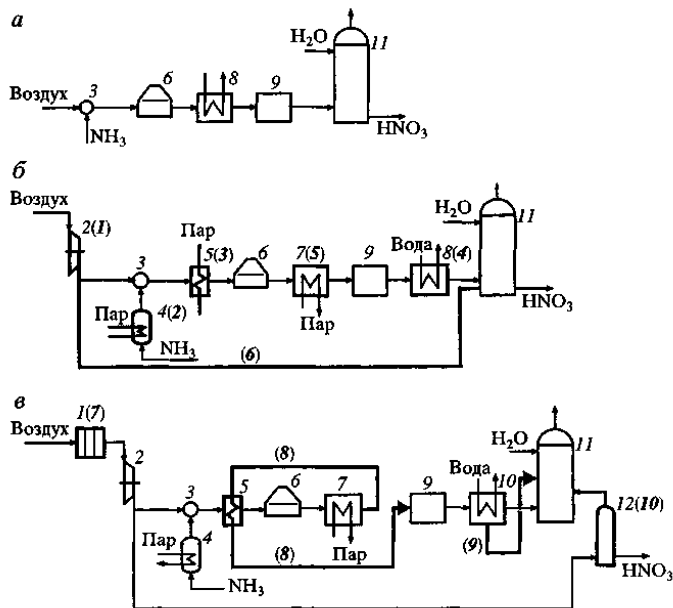 а
H₂O
11
Воздух
3
6
8
9
NH₃
HNO₃
б
Воздух
2(1)
3
Пар
5(3)
6
7(5)
9
Вода
8(4)
H₂O
11
Пар
4(2)
NH₃
Пар
(6)
HNO₃
в
Воздух
1(7)
2
3
5
(8)
6
7
9
Вода
10
H₂O
11
12(10)
Пар
4
NH₃
Пар
(8)
(9)
HNO₃